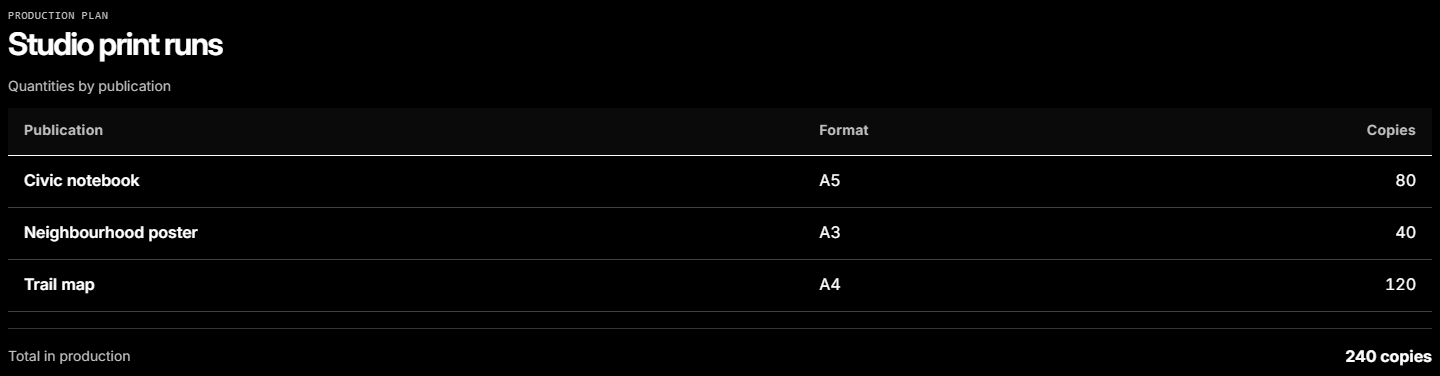 PRODUCTION PLAN
Studio print runs
Quantities by publication
Publication Format Copies
Civic notebook A5 80
Neighbourhood poster A3 40
Trail map A4 120
Total in production 240 copies